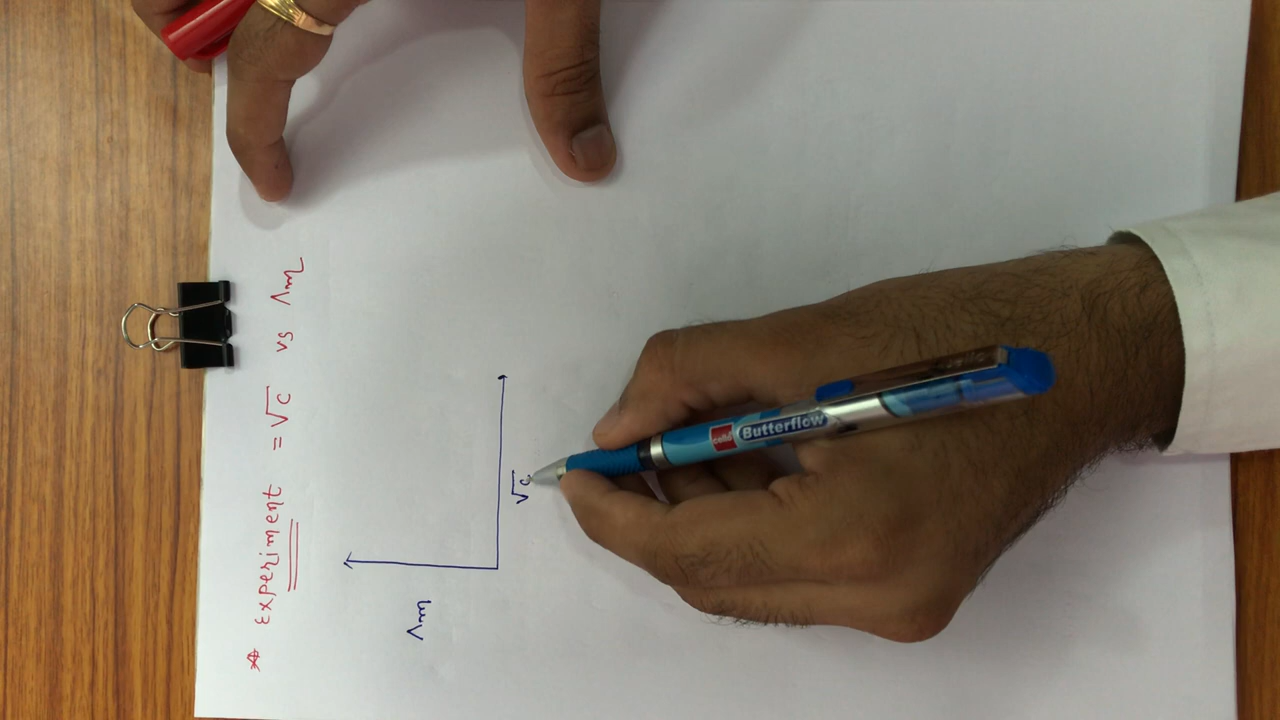 * Experiment = √C vs Λm
Λm
√C
cello Butterflow